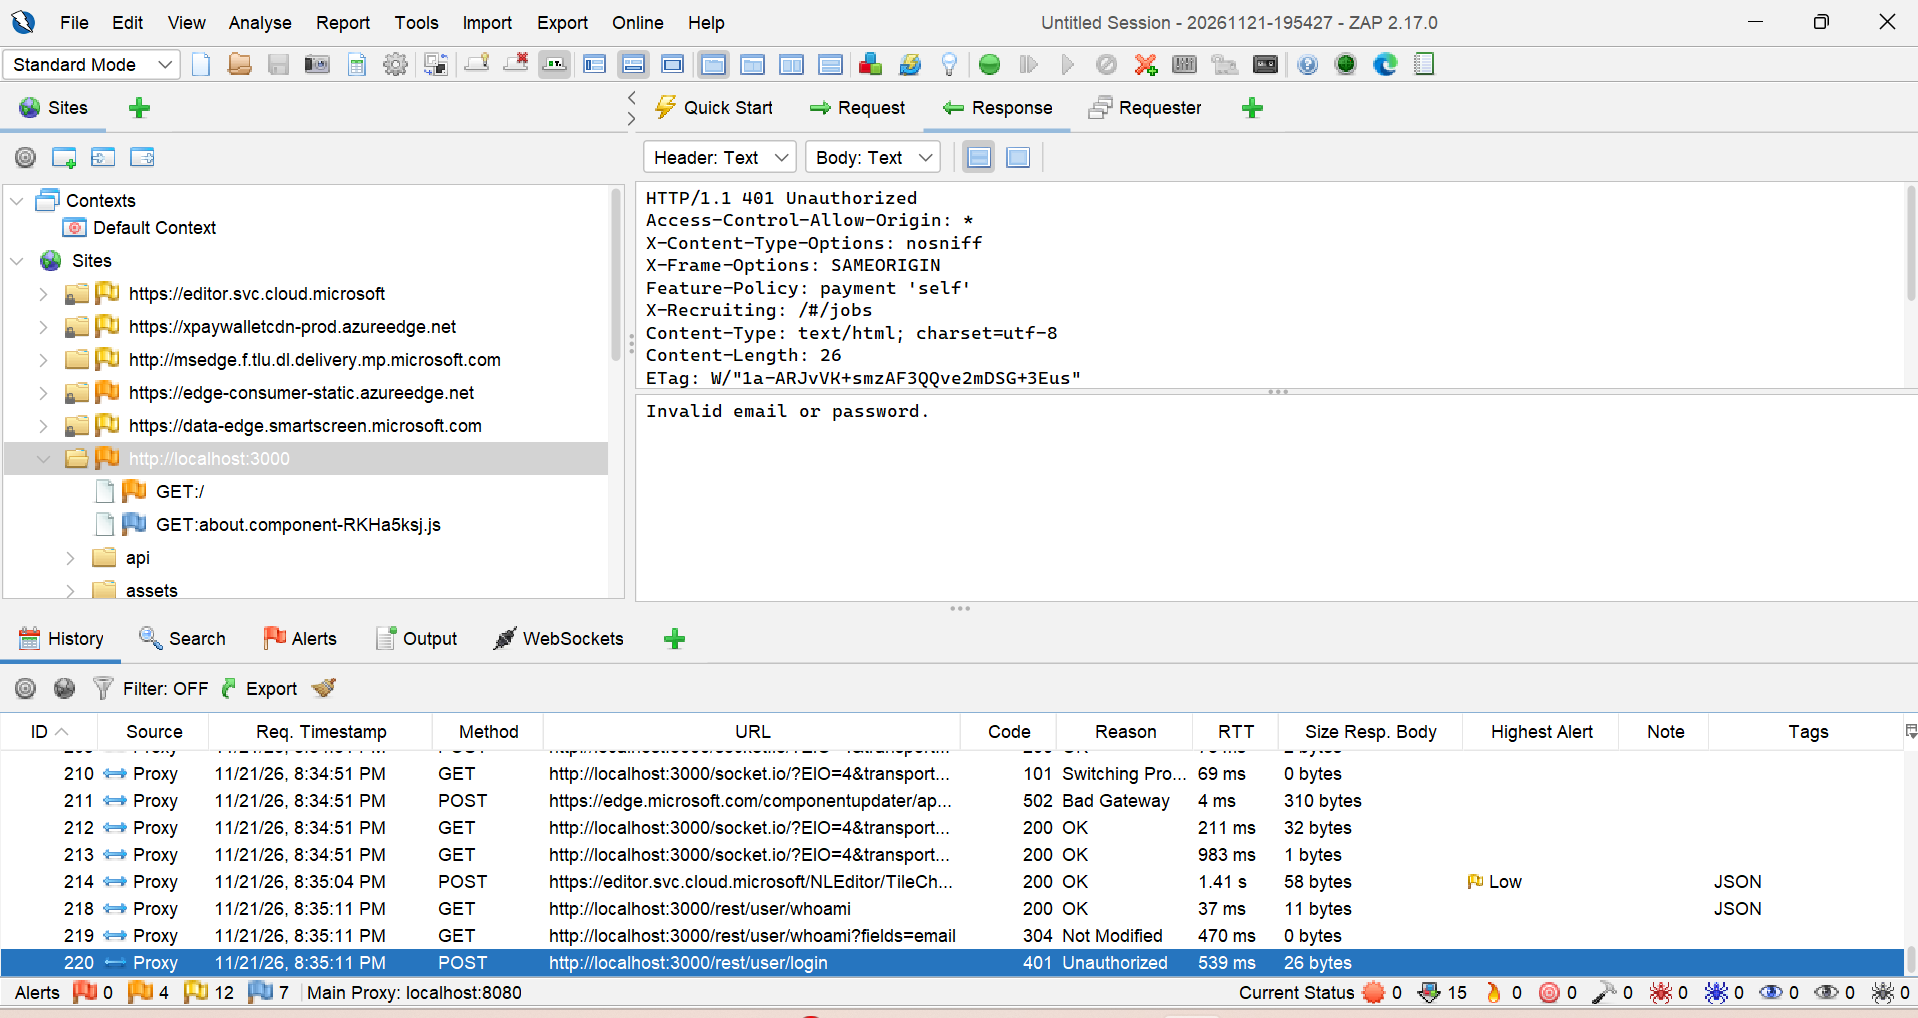 File Edit View Analyse Report Tools Import Export Online Help Untitled Session - 20261121-195427 - ZAP 2.17.0
Standard Mode
Sites Quick Start Request Response Requester
Header: Text Body: Text
Contexts
Default Context
Sites
https://editor.svc.cloud.microsoft
https://xpaywalletcdn-prod.azureedge.net
http://msedge.f.tlu.dl.delivery.mp.microsoft.com
https://edge-consumer-static.azureedge.net
https://data-edge.smartscreen.microsoft.com
http://localhost:3000
GET:/
GET:about.component-RKHa5ksj.js
api
assets
HTTP/1.1 401 Unauthorized
Access-Control-Allow-Origin: *
X-Content-Type-Options: nosniff
X-Frame-Options: SAMEORIGIN
Feature-Policy: payment 'self'
X-Recruiting: /#/jobs
Content-Type: text/html; charset=utf-8
Content-Length: 26
ETag: W/"1a-ARJvVK+smzAF3QQve2mDSG+3Eus"
Invalid email or password.
History Search Alerts Output WebSockets
Filter: OFF Export
ID Source Req. Timestamp Method URL Code Reason RTT Size Resp. Body Highest Alert Note Tags
210 Proxy 11/21/26, 8:34:51 PM GET http://localhost:3000/socket.io/?EIO=4&transport... 101 Switching Pro... 69 ms 0 bytes
211 Proxy 11/21/26, 8:34:51 PM POST https://edge.microsoft.com/componentupdater/ap... 502 Bad Gateway 4 ms 310 bytes
212 Proxy 11/21/26, 8:34:51 PM GET http://localhost:3000/socket.io/?EIO=4&transport... 200 OK 211 ms 32 bytes
213 Proxy 11/21/26, 8:34:51 PM GET http://localhost:3000/socket.io/?EIO=4&transport... 200 OK 983 ms 1 bytes
214 Proxy 11/21/26, 8:35:04 PM POST https://editor.svc.cloud.microsoft/NLEditor/TileCh... 200 OK 1.41 s 58 bytes Low JSON
218 Proxy 11/21/26, 8:35:11 PM GET http://localhost:3000/rest/user/whoami 200 OK 37 ms 11 bytes JSON
219 Proxy 11/21/26, 8:35:11 PM GET http://localhost:3000/rest/user/whoami?fields=email 304 Not Modified 470 ms 0 bytes
220 Proxy 11/21/26, 8:35:11 PM POST http://localhost:3000/rest/user/login 401 Unauthorized 539 ms 26 bytes
Alerts 0 4 12 7 Main Proxy: localhost:8080 Current Status 0 15 0 0 0 0 0 0 0 0